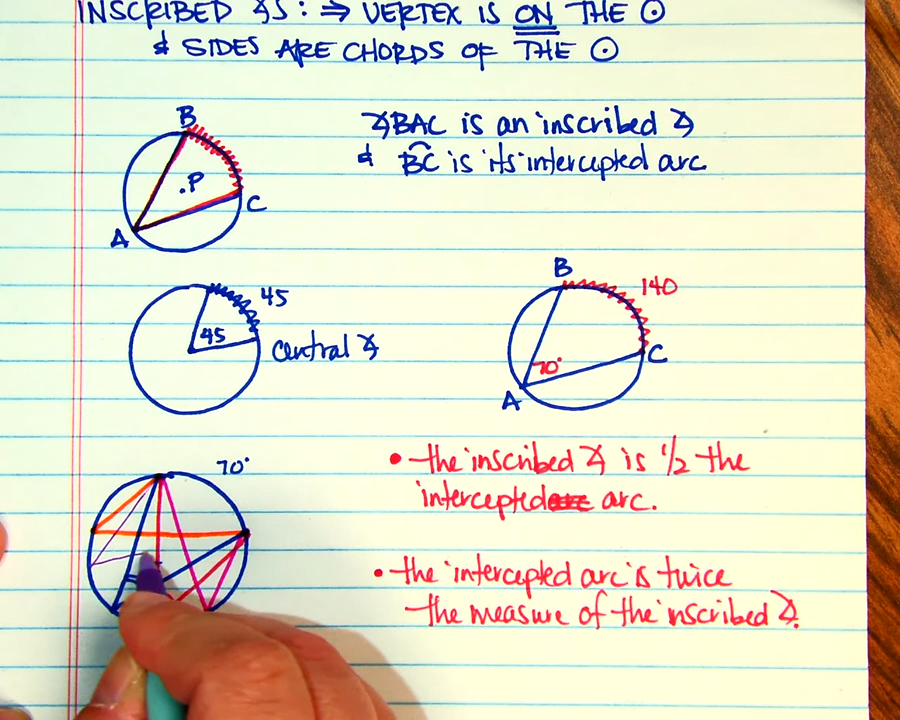 INSCRIBED ∡S: ⇒ VERTEX IS ON THE ⊙
& SIDES ARE CHORDS OF THE ⊙
B
P
C
A
∡BAC is an inscribed ∡
& BC is its intercepted arc
45
45
central ∡
B
140
70°
C
A
70°
• the inscribed ∡ is 1/2 the
intercepted arc.
• the intercepted arc is twice
the measure of the inscribed ∡.